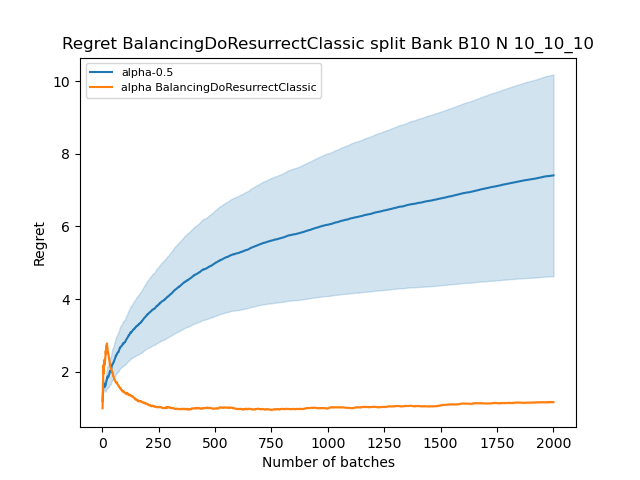 Regret BalancingDoResurrectClassic split Bank B10 N 10_10_10
alpha-0.5
alpha BalancingDoResurrectClassic
10
8
6
4
2
Regret
0 250 500 750 1000 1250 1500 1750 2000
Number of batches